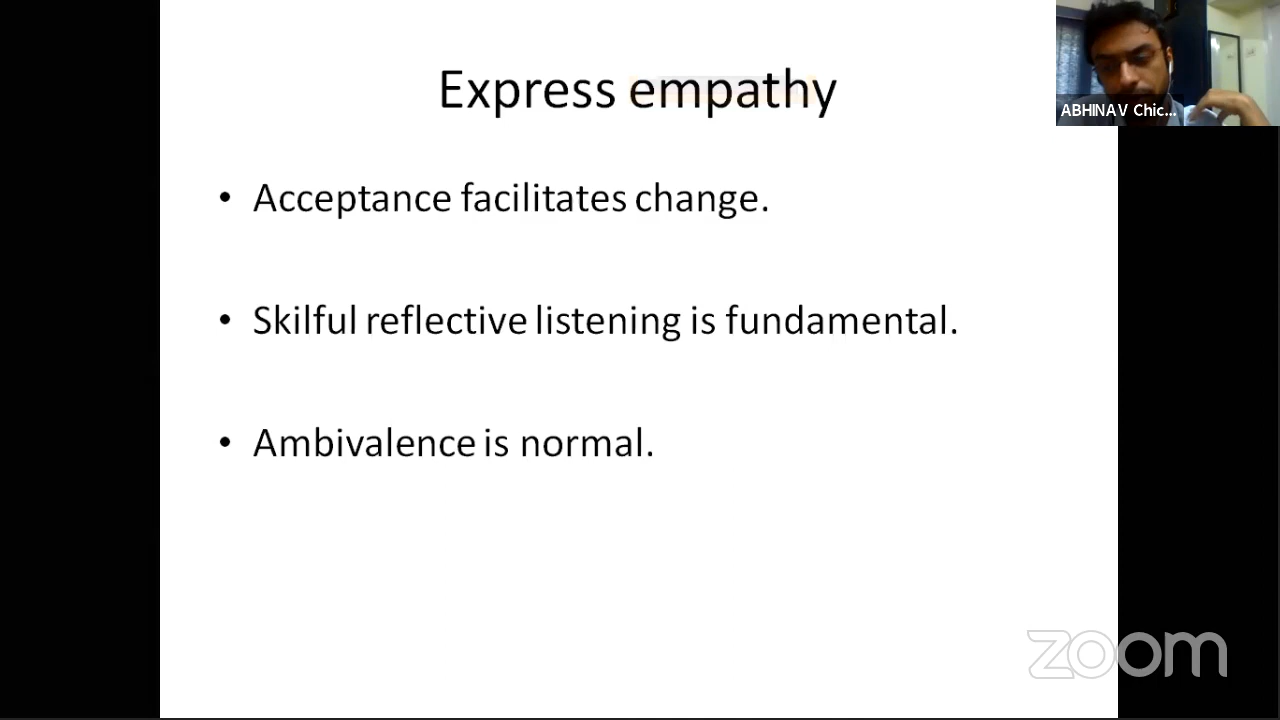 Express empathy
ABHINAV Chic...
• Acceptance facilitates change.
• Skilful reflective listening is fundamental.
• Ambivalence is normal.
zoom